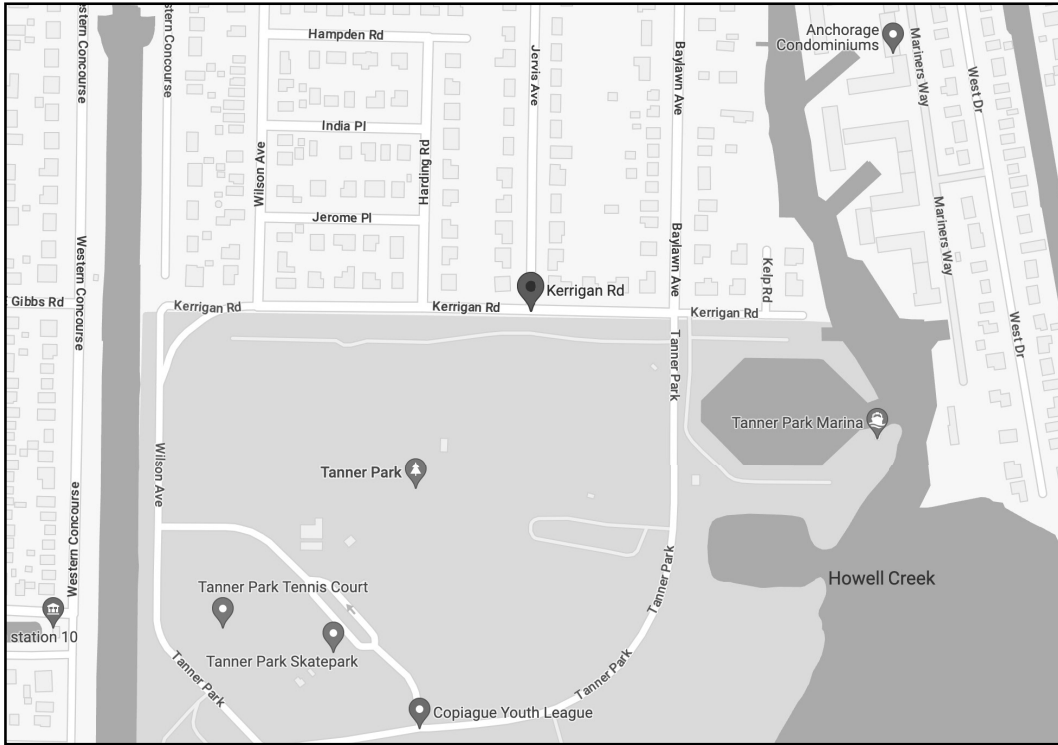 stern Concourse
stern Concourse
Hampden Rd
Jervis Ave
Baylawn Ave
Anchorage
Condominiums
Mariners Way
West Dr
India Pl
Wilson Ave
Harding Rd
Jerome Pl
Baylawn Ave
Mariners Way
Western Concourse
Gibbs Rd
Kerrigan Rd
Kerrigan Rd
Kerrigan Rd
Kelp Rd
Kerrigan Rd
West Dr
Tanner Park
Tanner Park Marina
Wilson Ave
Tanner Park
Western Concourse
Howell Creek
Tanner Park Tennis Court
Tanner Park
station 10
Tanner Park Skatepark
Tanner Park
Tanner Park
Copiague Youth League